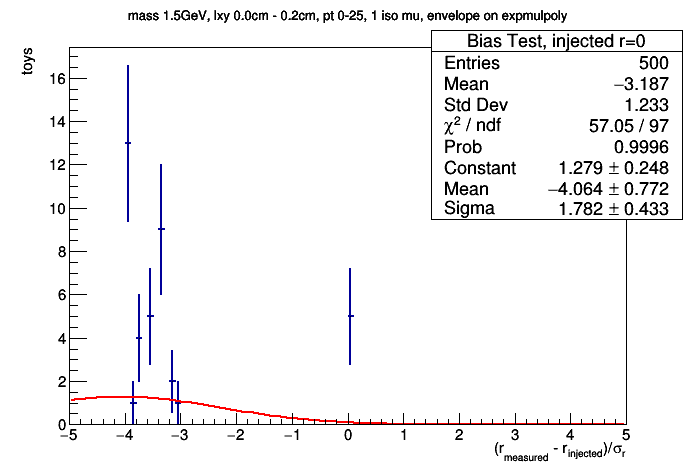 mass 1.5GeV, lxy 0.0cm - 0.2cm, pt 0-25, 1 iso mu, envelope on expmulpoly
Bias Test, injected r=0
Entries 500
Mean −3.187
Std Dev 1.233
χ² / ndf 57.05 / 97
Prob 0.9996
Constant 1.279 ± 0.248
Mean −4.064 ± 0.772
Sigma 1.782 ± 0.433
toys
16
14
12
10
8
6
4
2
0
−5 −4 −3 −2 −1 0 1 2 3 4 5
(r_measured - r_injected)/σ_r